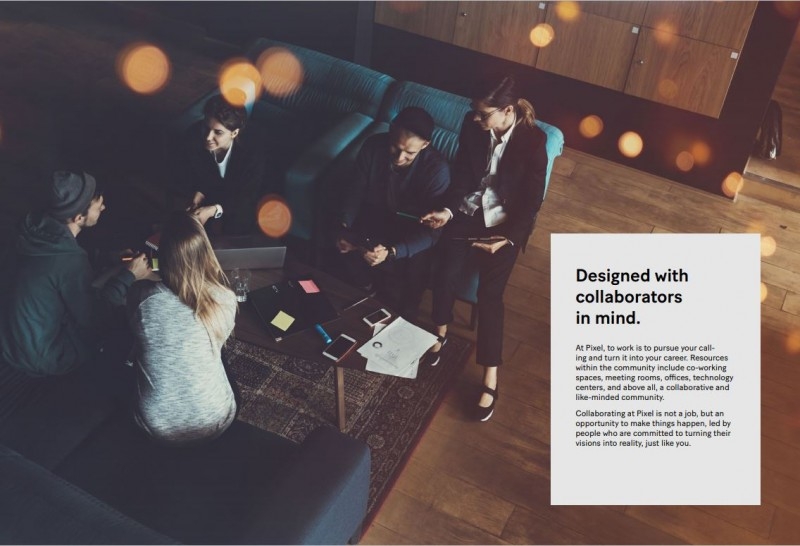 Designed with
collaborators
in mind.
At Pixel, to work is to pursue your call-
ing and turn it into your career. Resources
within the community include co-working
spaces, meeting rooms, offices, technology
centers, and above all, a collaborative and
like-minded community.
Collaborating at Pixel is not a job, but an
opportunity to make things happen, led by
people who are committed to turning their
visions into reality, just like you.